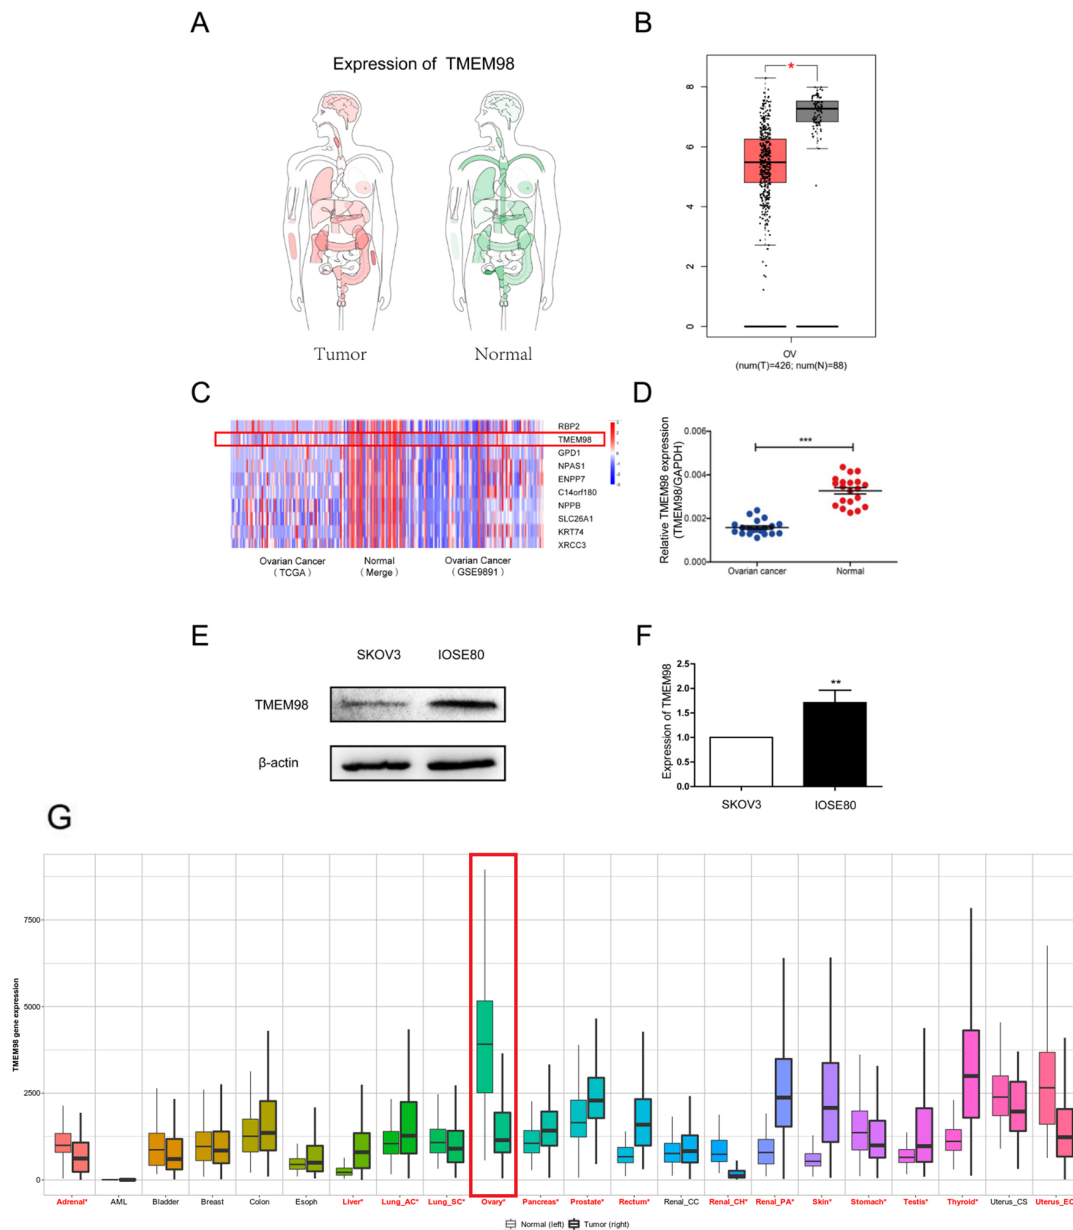 A
Expression of TMEM98
Tumor
Normal
B
*
8
6
4
2
0
OV
(num(T)=426; num(N)=88)
C
RBP2
TMEM98
GPD1
NPAS1
ENPP7
C14orf180
NPPB
SLC26A1
KRT74
XRCC3
Ovarian Cancer
(TCGA)
Normal
(Merge)
Ovarian Cancer
(GSE9891)
D
Relative TMEM98 expression
(TMEM98/GAPDH)
0.006
0.004
0.002
0.000
***
Ovarian cancer
Normal
E
SKOV3
IOSE80
TMEM98
β-actin
F
Expression of TMEM98
2.5
2.0
1.5
1.0
0.5
0.0
**
SKOV3
IOSE80
G
TMEM98 gene expression
7500
5000
2500
0
Adrenal*
AML
Bladder
Breast
Colon
Esoph
Liver*
Lung_AC*
Lung_SC*
Ovary*
Pancreas*
Prostate*
Rectum*
Renal_CC
Renal_CH*
Renal_PA*
Skin*
Stomach*
Testis*
Thyroid*
Uterus_CS
Uterus_EC
Normal (left)
Tumor (right)